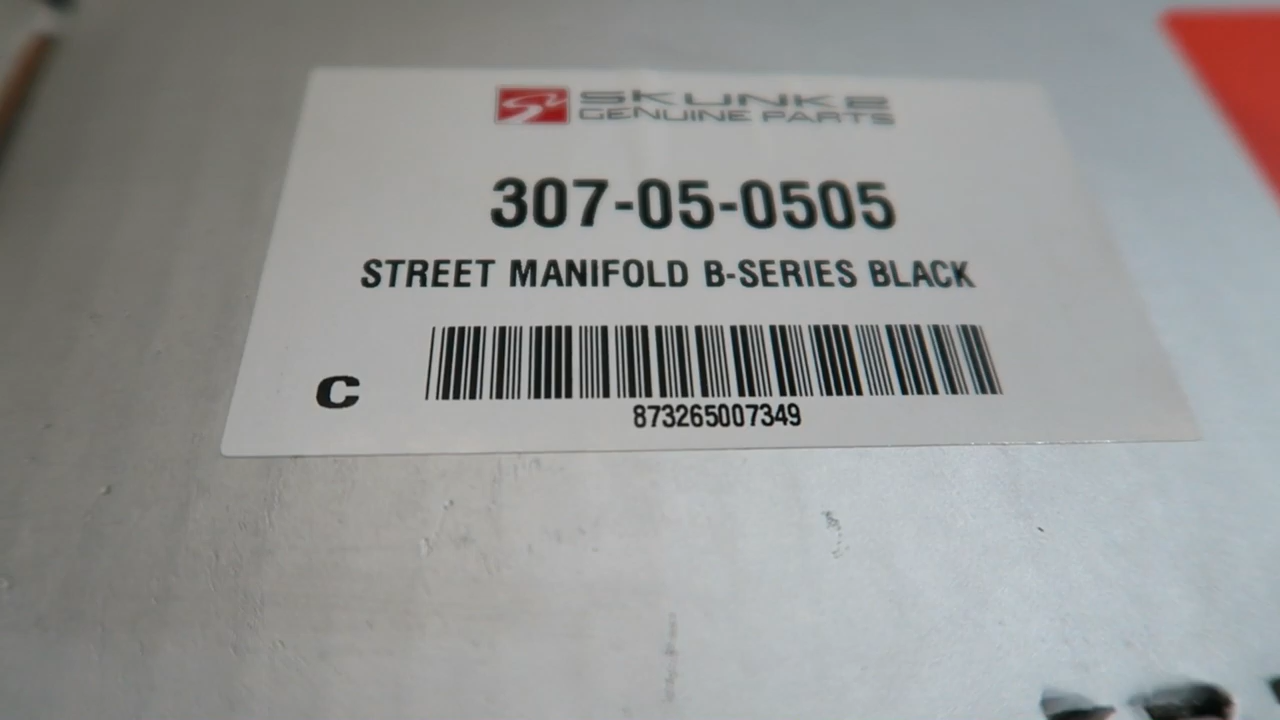 SKUNK2
GENUINE PARTS
307-05-0505
STREET MANIFOLD B-SERIES BLACK
C
873265007349